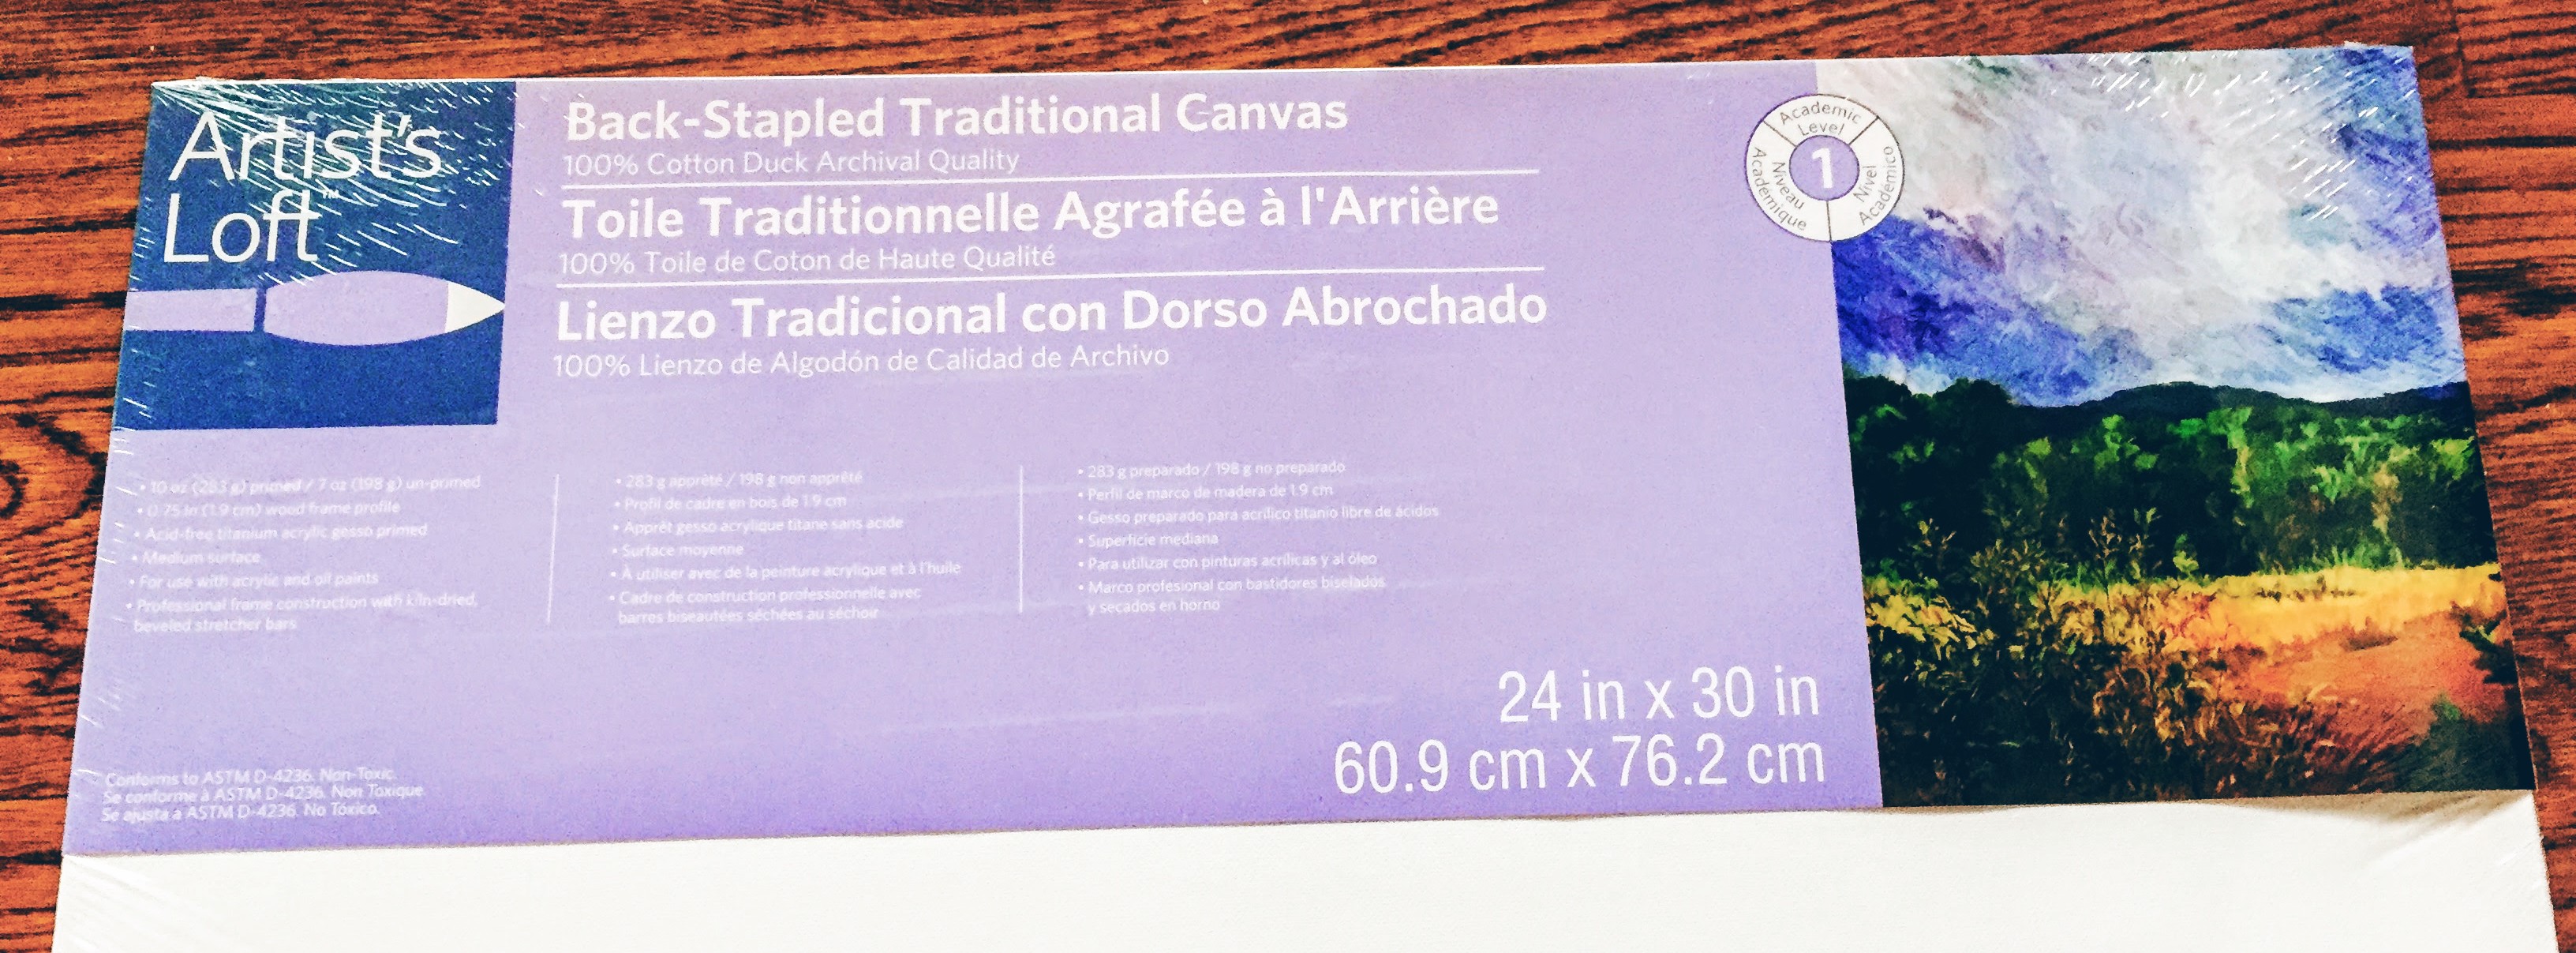 Artist's
Loft™
Back-Stapled Traditional Canvas
100% Cotton Duck Archival Quality
Toile Traditionnelle Agrafée à l'Arrière
100% Toile de Coton de Haute Qualité
Lienzo Tradicional con Dorso Abrochado
100% Lienzo de Algodón de Calidad de Archivo
Academic
Level
1
Niveau
Académique
Nivel
Académico
• 10 oz (283 g) primed / 7 oz (198 g) un-primed
• 0.75 in (1.9 cm) wood frame profile
• Acid-free titanium acrylic gesso primed
• Medium surface
• For use with acrylic and oil paints
• Professional frame construction with kiln-dried,
beveled stretcher bars
• 283 g apprêté / 198 g non apprêté
• Profil de cadre en bois de 1.9 cm
• Apprêt gesso acrylique titane sans acide
• Surface moyenne
• À utiliser avec de la peinture acrylique et à l'huile
• Cadre de construction professionnelle avec
barres biseautées séchées au séchoir
• 283 g preparado / 198 g no preparado
• Perfil de marco de madera de 1.9 cm
• Gesso preparado para acrílico titanio libre de ácidos
• Superficie mediana
• Para utilizar con pinturas acrílicas y al óleo
• Marco profesional con bastidores biselados
y secados en horno
24 in x 30 in
60.9 cm x 76.2 cm
Conforms to ASTM D-4236. Non-Toxic.
Se conforme à ASTM D-4236. Non Toxique.
Se ajusta a ASTM D-4236. No Tóxico.